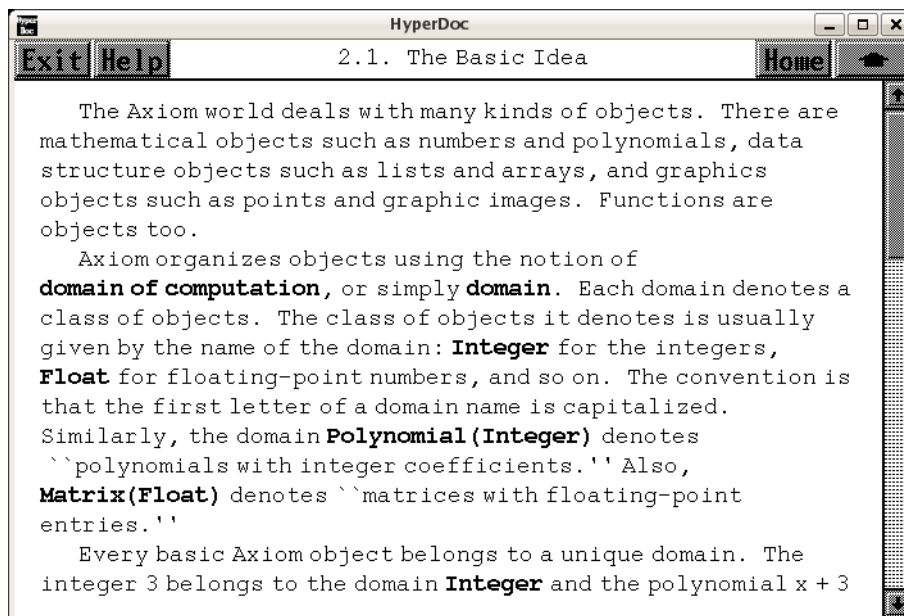 Hyper Doc
HyperDoc
Exit Help 2.1. The Basic Idea Home
The Axiom world deals with many kinds of objects. There are
mathematical objects such as numbers and polynomials, data
structure objects such as lists and arrays, and graphics
objects such as points and graphic images. Functions are
objects too.
Axiom organizes objects using the notion of
domain of computation, or simply domain. Each domain denotes a
class of objects. The class of objects it denotes is usually
given by the name of the domain: Integer for the integers,
Float for floating-point numbers, and so on. The convention is
that the first letter of a domain name is capitalized.
Similarly, the domain Polynomial(Integer) denotes
``polynomials with integer coefficients.'' Also,
Matrix(Float) denotes ``matrices with floating-point
entries.''
Every basic Axiom object belongs to a unique domain. The
integer 3 belongs to the domain Integer and the polynomial x + 3